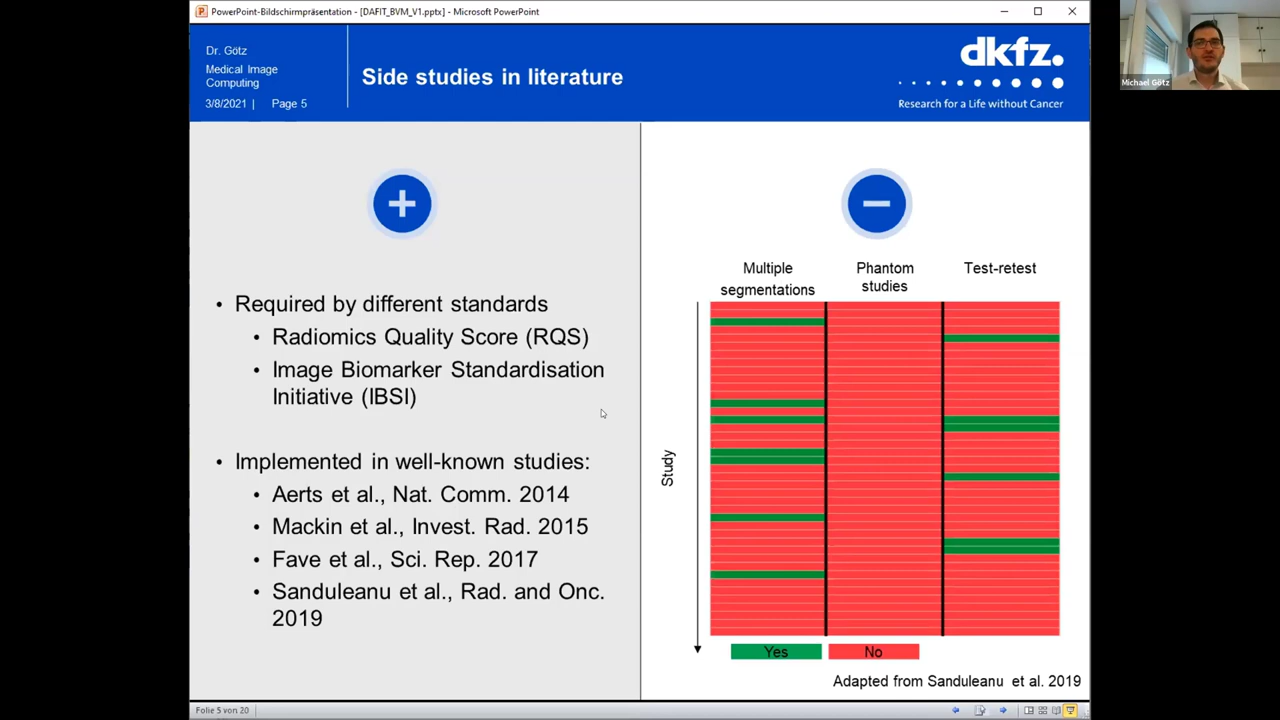 PowerPoint-Bildschirmpräsentation - [DAFIT_BVM_V1.pptx] - Microsoft PowerPoint
Dr. Götz
Medical Image
Computing
3/8/2021 | Page 5
Side studies in literature
dkfz.
Research for a Life without Cancer
Michael Götz
+
• Required by different standards
• Radiomics Quality Score (RQS)
• Image Biomarker Standardisation
Initiative (IBSI)
• Implemented in well-known studies:
• Aerts et al., Nat. Comm. 2014
• Mackin et al., Invest. Rad. 2015
• Fave et al., Sci. Rep. 2017
• Sanduleanu et al., Rad. and Onc.
2019
−
Multiple
segmentations
Phantom
studies
Test-retest
Study
Yes
No
Adapted from Sanduleanu et al. 2019
Folie 5 von 20